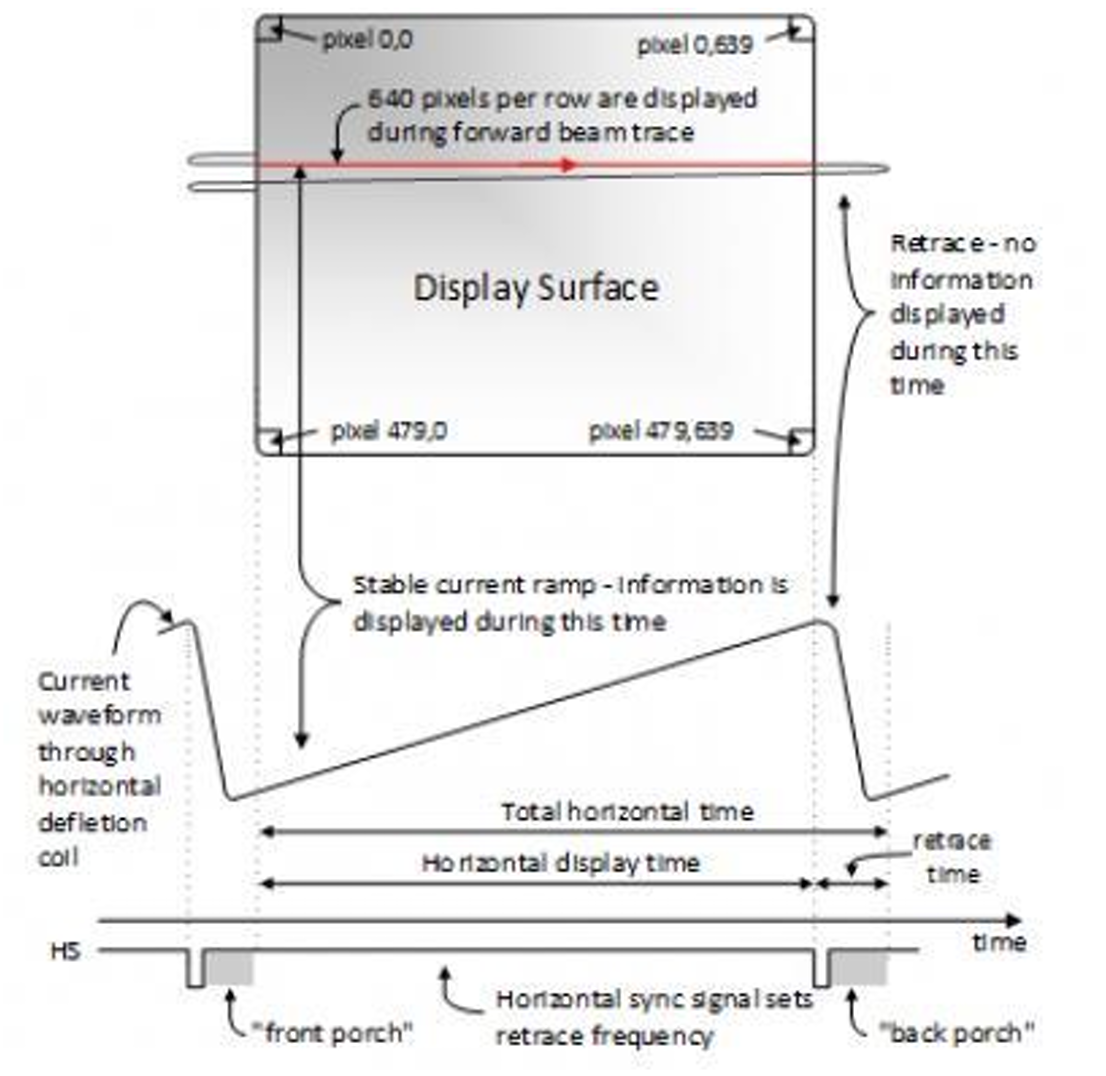 pixel 0,0
pixel 0,639
640 pixels per row are displayed
during forward beam trace
Display Surface
Retrace - no
information
displayed
during this
time
pixel 479,0
pixel 479,639
Stable current ramp - information is
displayed during this time
Current
waveform
through
horizontal
defletion
coil
Total horizontal time
Horizontal display time
retrace
time
time
HS
Horizontal sync signal sets
retrace frequency
"front porch"
"back porch"